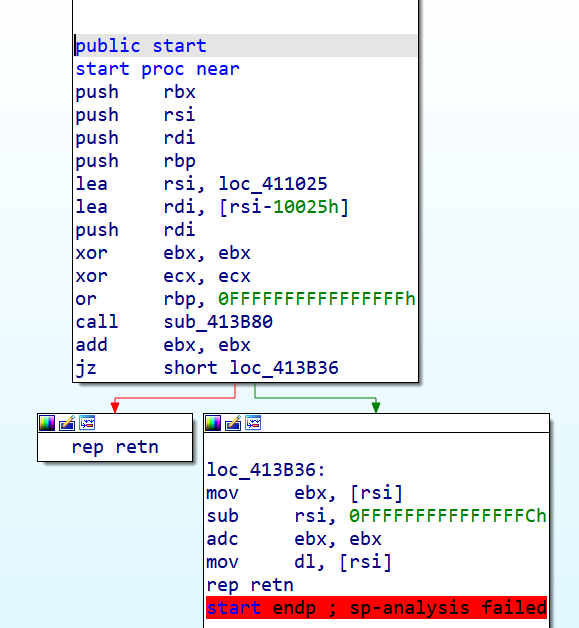 public start
start proc near
push rbx
push rsi
push rdi
push rbp
lea rsi, loc_411025
lea rdi, [rsi-10025h]
push rdi
xor ebx, ebx
xor ecx, ecx
or rbp, 0FFFFFFFFFFFFFFFFh
call sub_413B80
add ebx, ebx
jz short loc_413B36
rep retn
loc_413B36:
mov ebx, [rsi]
sub rsi, 0FFFFFFFFFFFFFFFCh
adc ebx, ebx
mov dl, [rsi]
rep retn
start endp ; sp-analysis failed